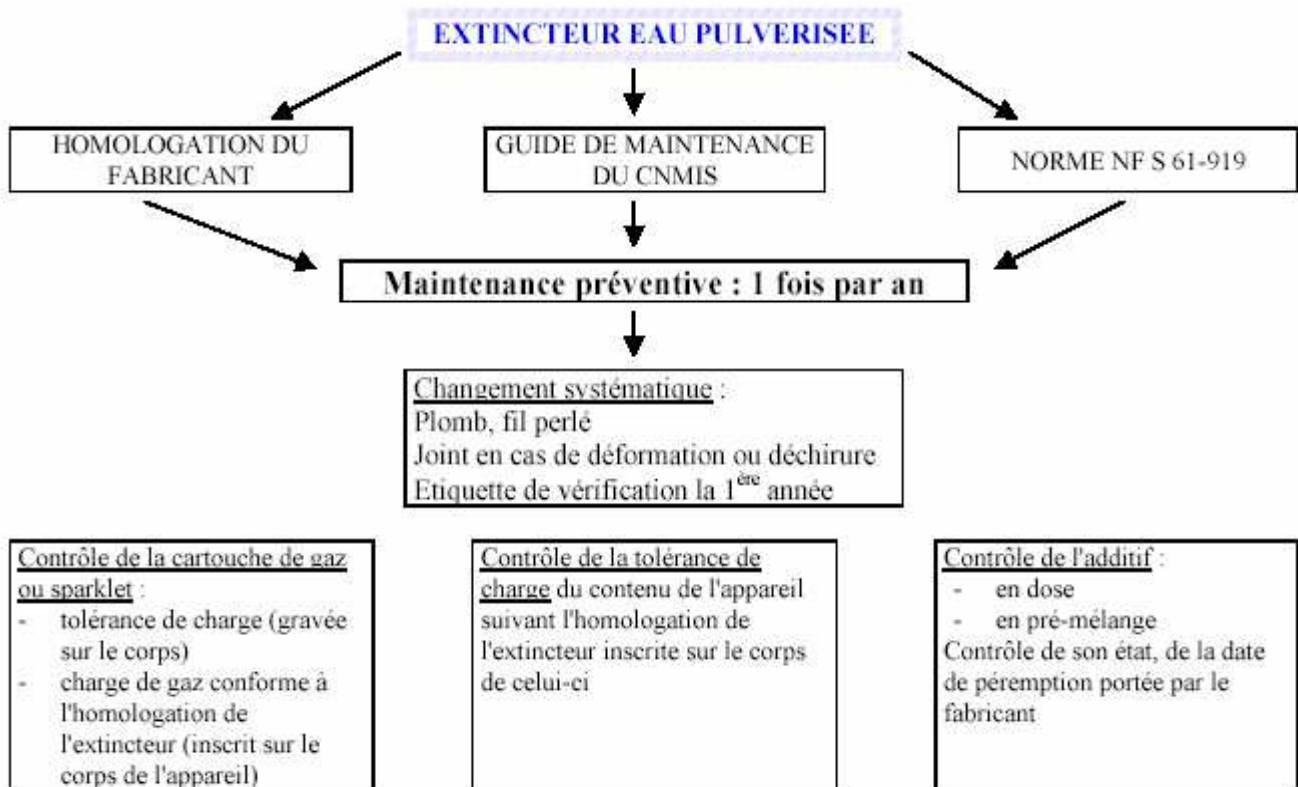 EXTINCTEUR EAU PULVERISEE
HOMOLOGATION DU
FABRICANT
GUIDE DE MAINTENANCE
DU CNMIS
NORME NF S 61-919
Maintenance préventive : 1 fois par an
Changement systématique :
Plomb, fil perlé
Joint en cas de déformation ou déchirure
Etiquette de vérification la 1ère année
Contrôle de la cartouche de gaz
ou sparklet :
- tolérance de charge (gravée
sur le corps)
- charge de gaz conforme à
l'homologation de
l'extincteur (inscrit sur le
corps de l'appareil)
Contrôle de la tolérance de
charge du contenu de l'appareil
suivant l'homologation de
l'extincteur inscrite sur le corps
de celui-ci
Contrôle de l'additif :
- en dose
- en pré-mélange
Contrôle de son état, de la date
de péremption portée par le
fabricant